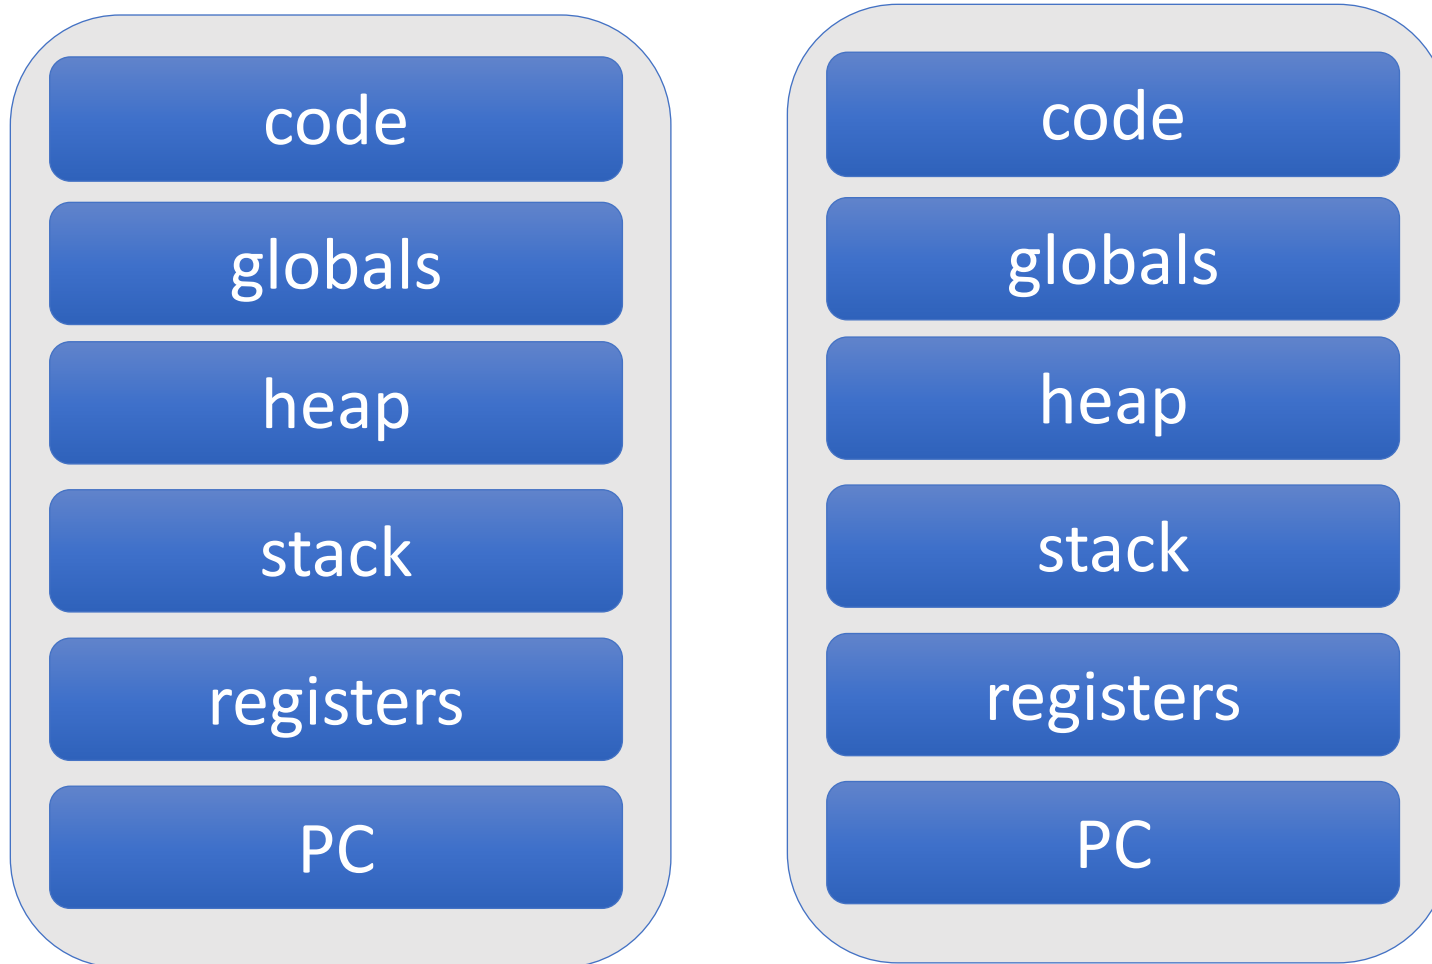 code
globals
heap
stack
registers
PC
code
globals
heap
stack
registers
PC